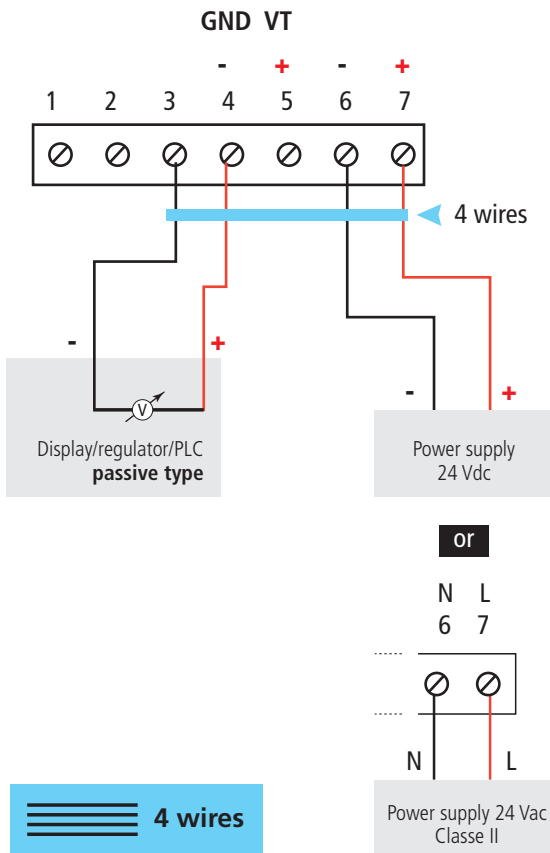 GND VT
- + - +
1 2 3 4 5 6 7
4 wires
- +
- +
V
Display/regulator/PLC
passive type
Power supply
24 Vdc
or
N L
6 7
N L
4 wires
Power supply 24 Vac
Classe II